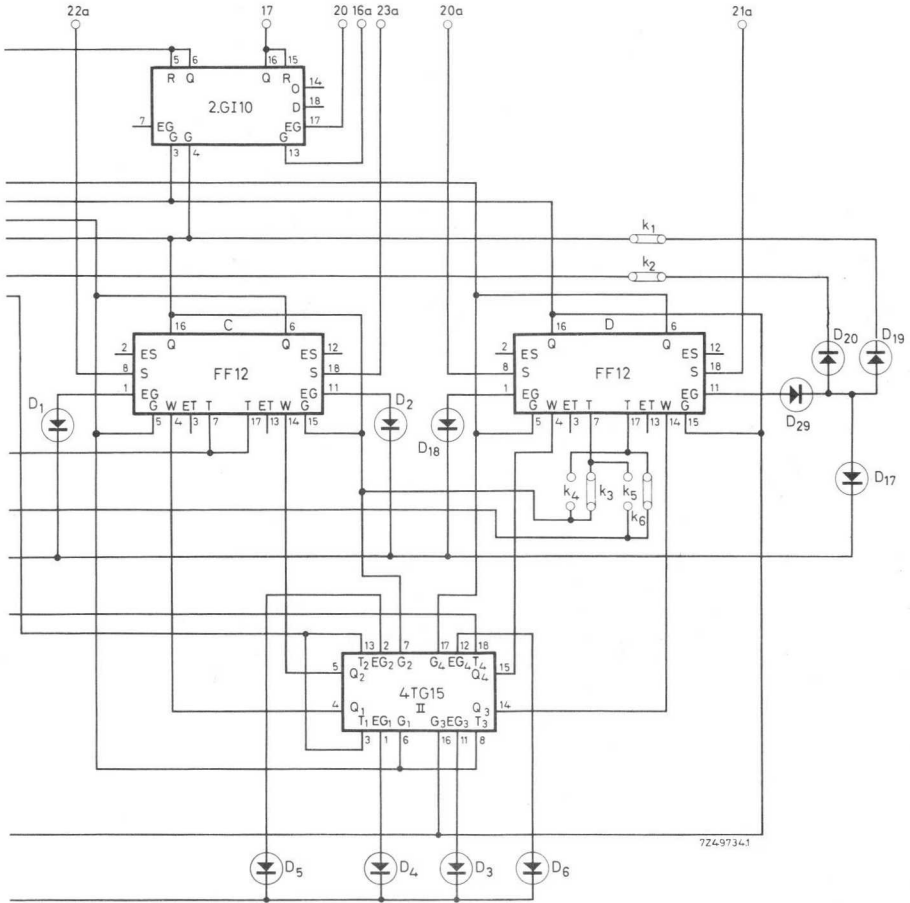 22a 17 20 16a 23a 20a 21a
5 6 16 15
R Q Q R
O 14
2.GI10 D 18
7 EG EG 17
G G G
3 4 13
k1
k2
C D
16 6 16 6
Q Q Q Q
2 ES ES 12 2 ES ES 12
8 S FF12 S 18 8 S FF12 S 18
1 EG EG 11 1 EG EG 11
G W ET T T ET W G G W ET T T ET W G
5 4 3 7 17 13 14 15 5 4 3 7 17 13 14 15
D20 D19
D1 D2 D18 D29
D17
k4 k3 k5
k6
13 2 7 17 12 18
T2 EG2 G2 G4 EG4 T4
5 Q2 Q4 15
4TG15
4 Q1 II Q3 14
T1 EG1 G1 G3 EG3 T3
3 1 6 16 11 8
7Z49734.1
D5 D4 D3 D6